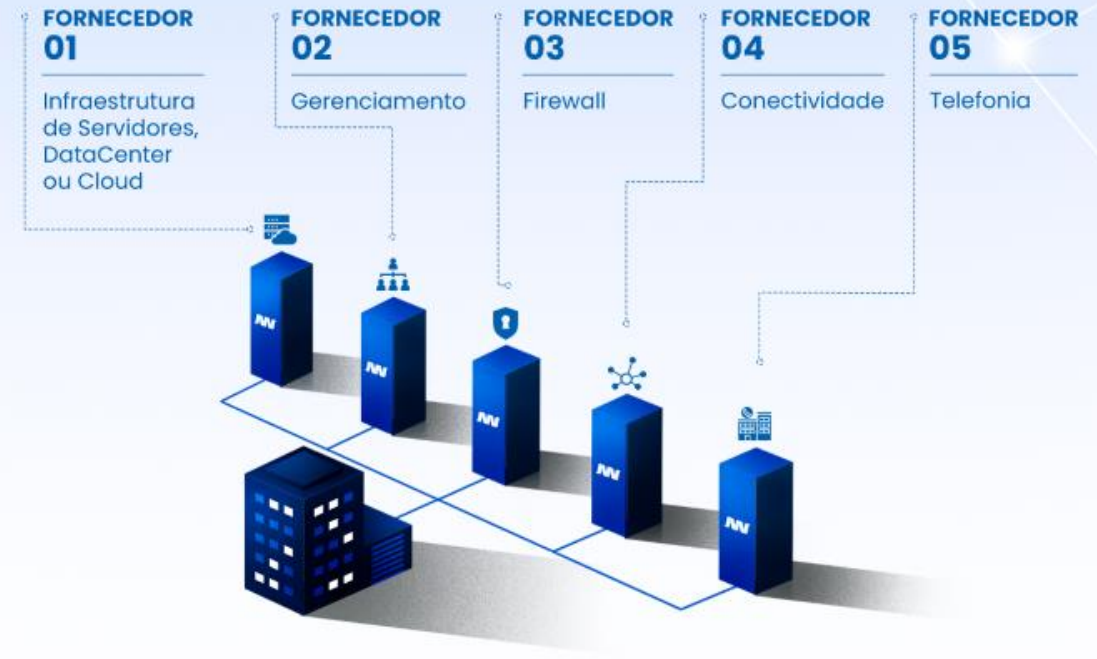 FORNECEDOR
01
Infraestrutura
de Servidores,
DataCenter
ou Cloud
FORNECEDOR
02
Gerenciamento
FORNECEDOR
03
Firewall
FORNECEDOR
04
Conectividade
FORNECEDOR
05
Telefonia